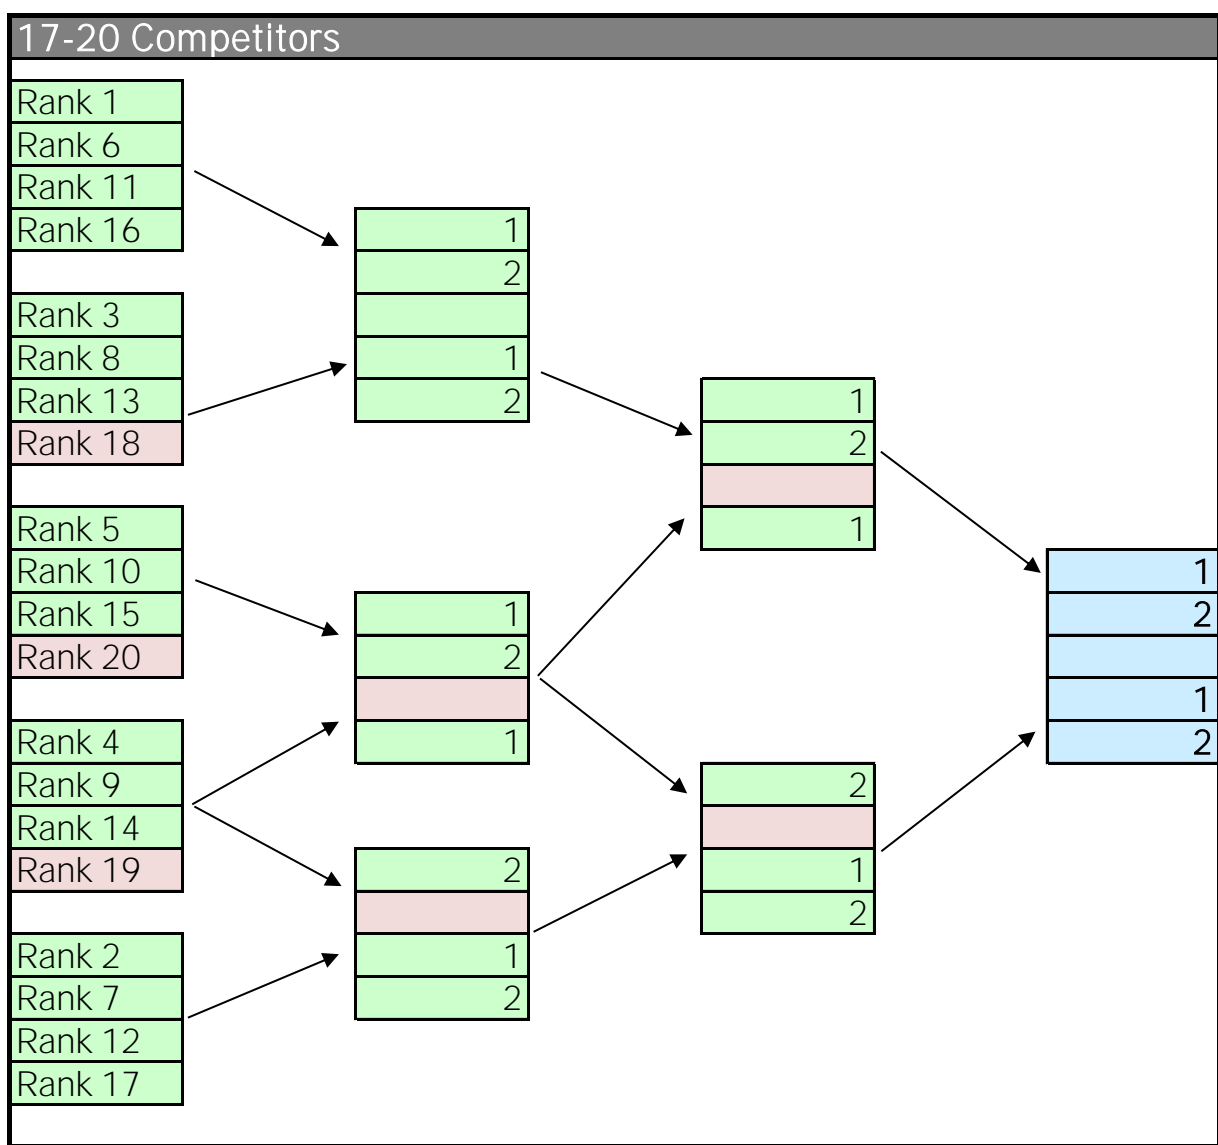 17-20 Competitors
Rank 1
Rank 6
Rank 11
Rank 16
Rank 3
Rank 8
Rank 13
Rank 18
Rank 5
Rank 10
Rank 15
Rank 20
Rank 4
Rank 9
Rank 14
Rank 19
Rank 2
Rank 7
Rank 12
Rank 17
1
2
1
2
1
2
1
2
1
2
1
2
1
2
1
2
1
2
1
2